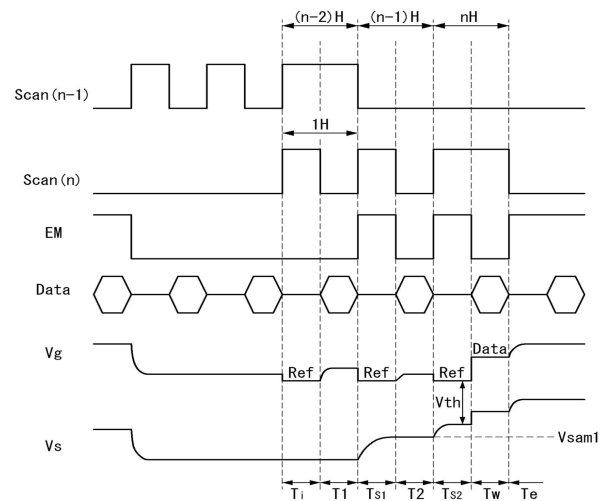 (n-2)H (n-1)H nH
Scan(n-1)
1H
Scan(n)
EM
Data
Vg Ref Ref Ref Data
Vth
Vs Vsam1
Ti T1 TS1 T2 TS2 Tw Te